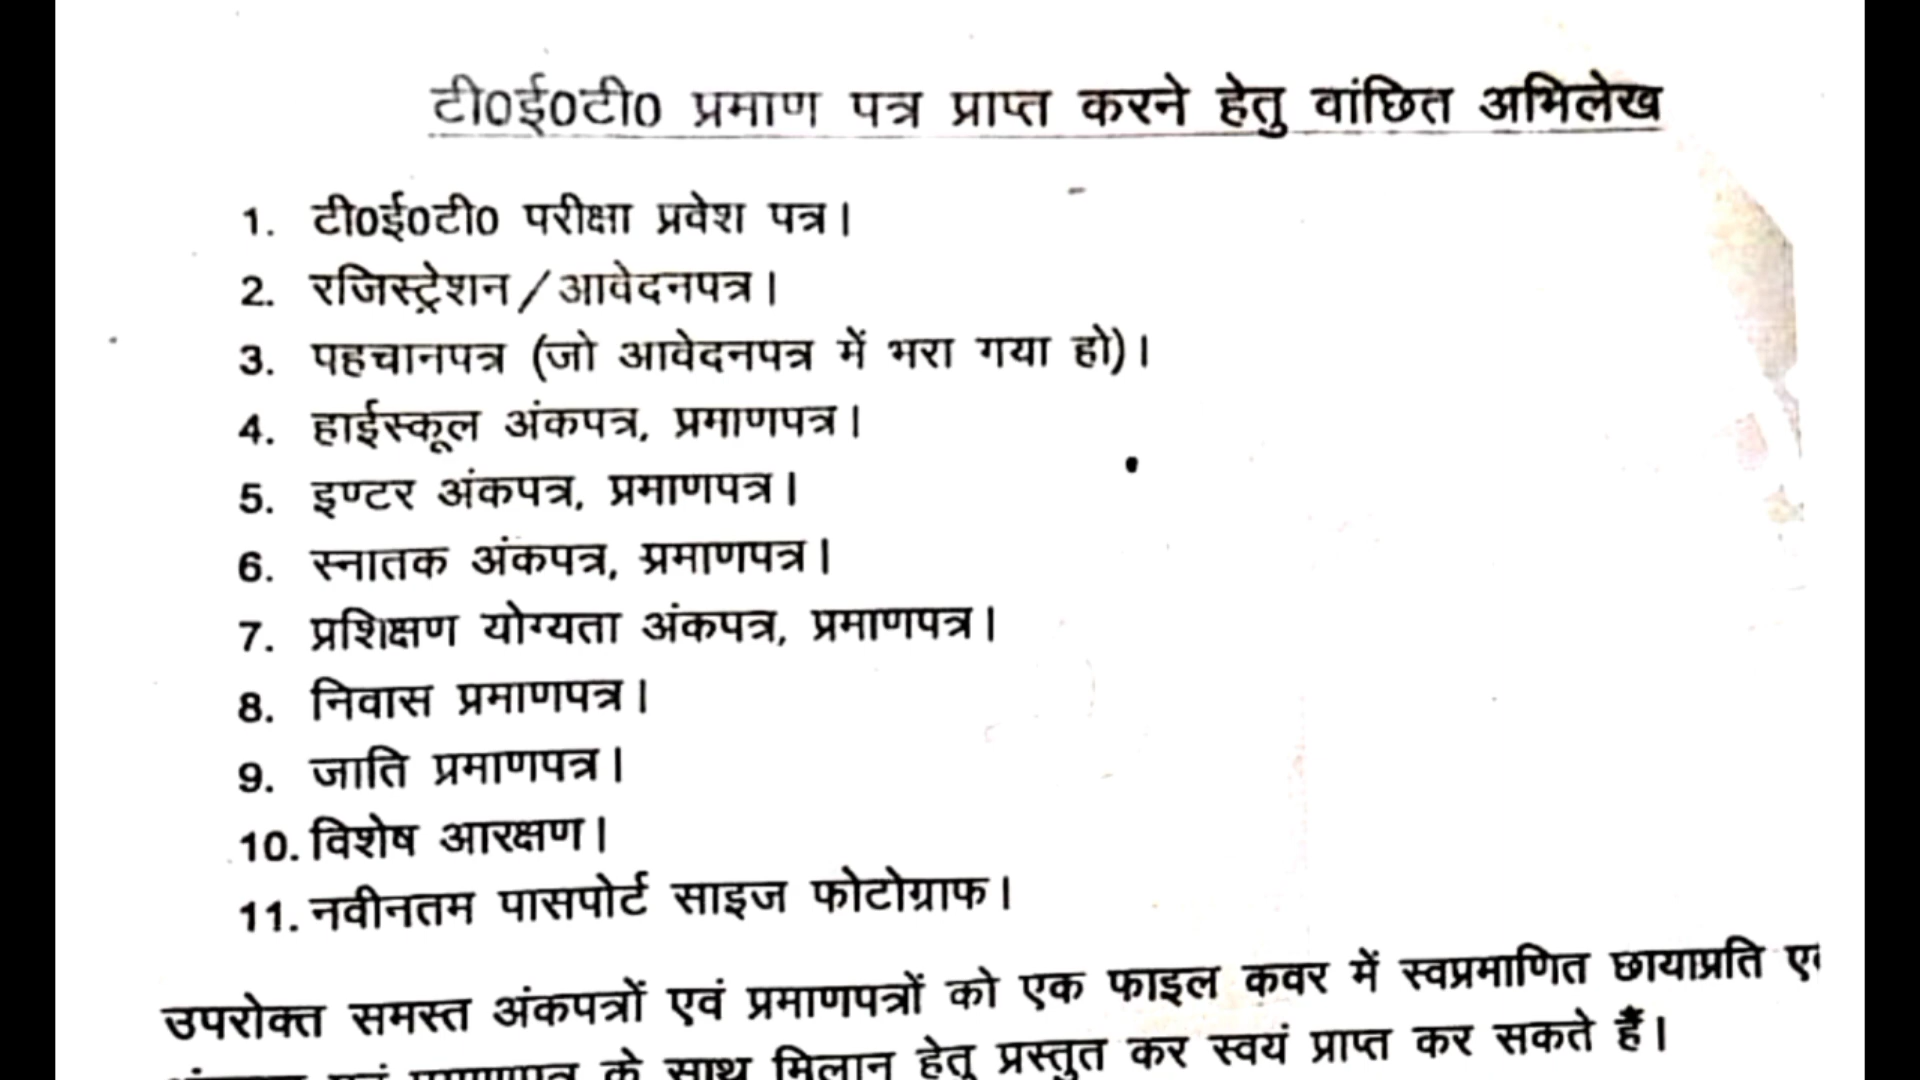 टी0ई0टी0 प्रमाण पत्र प्राप्त करने हेतु वांछित अभिलेख
1. टी0ई0टी0 परीक्षा प्रवेश पत्र।
2. रजिस्ट्रेशन/आवेदनपत्र।
3. पहचानपत्र (जो आवेदनपत्र में भरा गया हो)।
4. हाईस्कूल अंकपत्र, प्रमाणपत्र।
5. इण्टर अंकपत्र, प्रमाणपत्र।
6. स्नातक अंकपत्र, प्रमाणपत्र।
7. प्रशिक्षण योग्यता अंकपत्र, प्रमाणपत्र।
8. निवास प्रमाणपत्र।
9. जाति प्रमाणपत्र।
10. विशेष आरक्षण।
11. नवीनतम पासपोर्ट साइज फोटोग्राफ।
उपरोक्त समस्त अंकपत्रों एवं प्रमाणपत्रों को एक फाइल कवर में स्वप्रमाणित छायाप्रति
के साथ मिलान हेतु प्रस्तुत कर स्वयं प्राप्त कर सकते हैं।